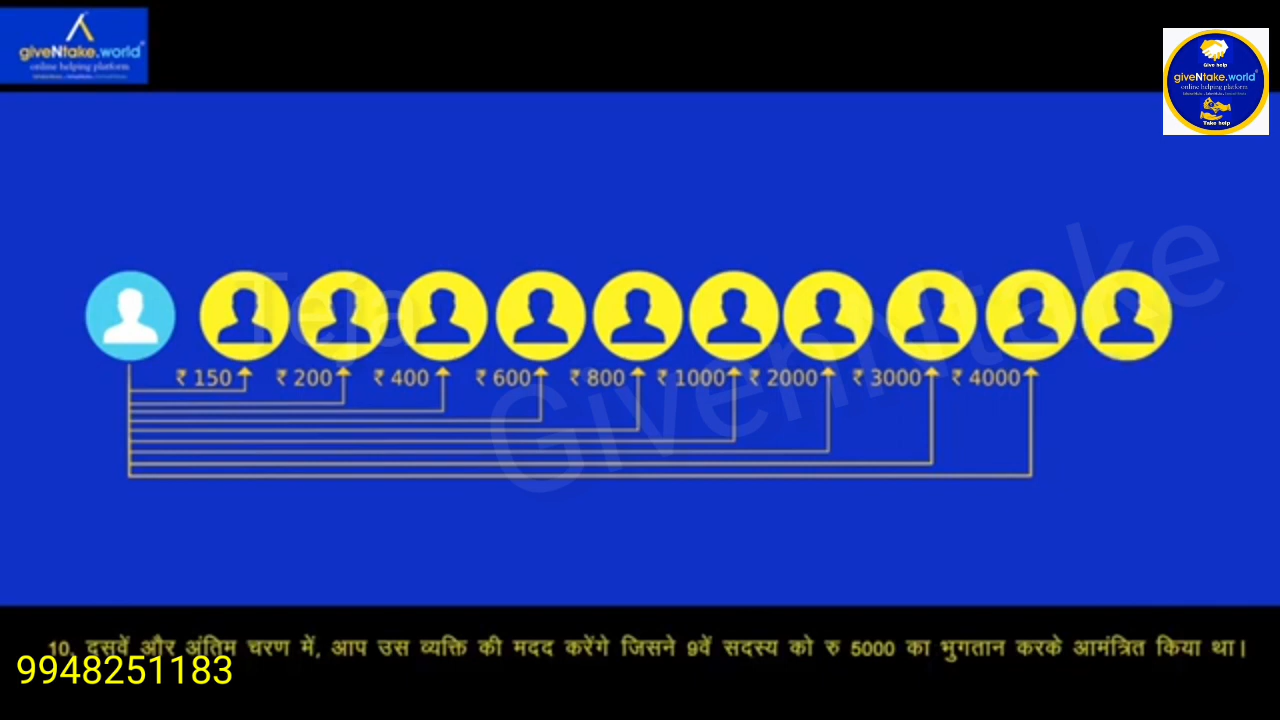 giveNtake.world
online helping platform
Give help
giveNtake.world
online helping platform
Take help
Teja
GivenNtake
₹ 150 ₹ 200 ₹ 400 ₹ 600 ₹ 800 ₹ 1000 ₹ 2000 ₹ 3000 ₹ 4000
10. दसवें और अंतिम चरण में, आप उस व्यक्ति की मदद करेंगे जिसने 9वें सदस्य को रु 5000 का भुगतान करके आमंत्रित किया था।
9948251183